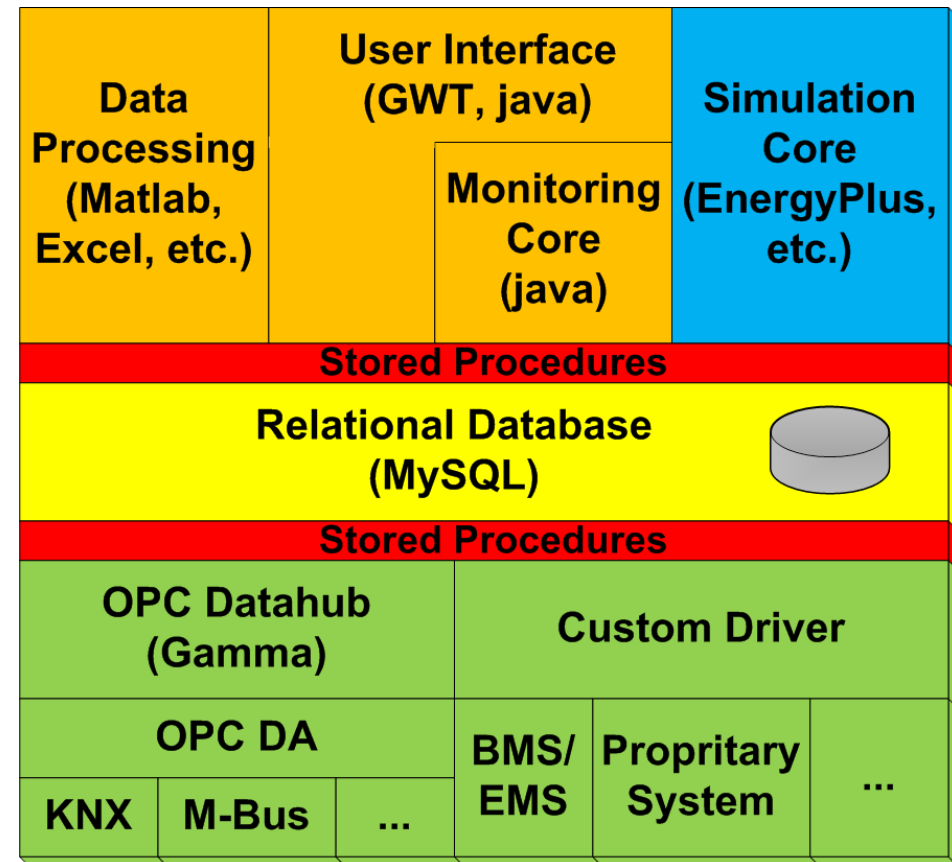 Data
Processing
(Matlab,
Excel, etc.)
User Interface
(GWT, java)
Monitoring
Core
(java)
Simulation
Core
(EnergyPlus,
etc.)
Stored Procedures
Relational Database
(MySQL)
Stored Procedures
OPC Datahub
(Gamma)
Custom Driver
OPC DA
KNX
M-Bus
...
BMS/
EMS
Propritary
System
...